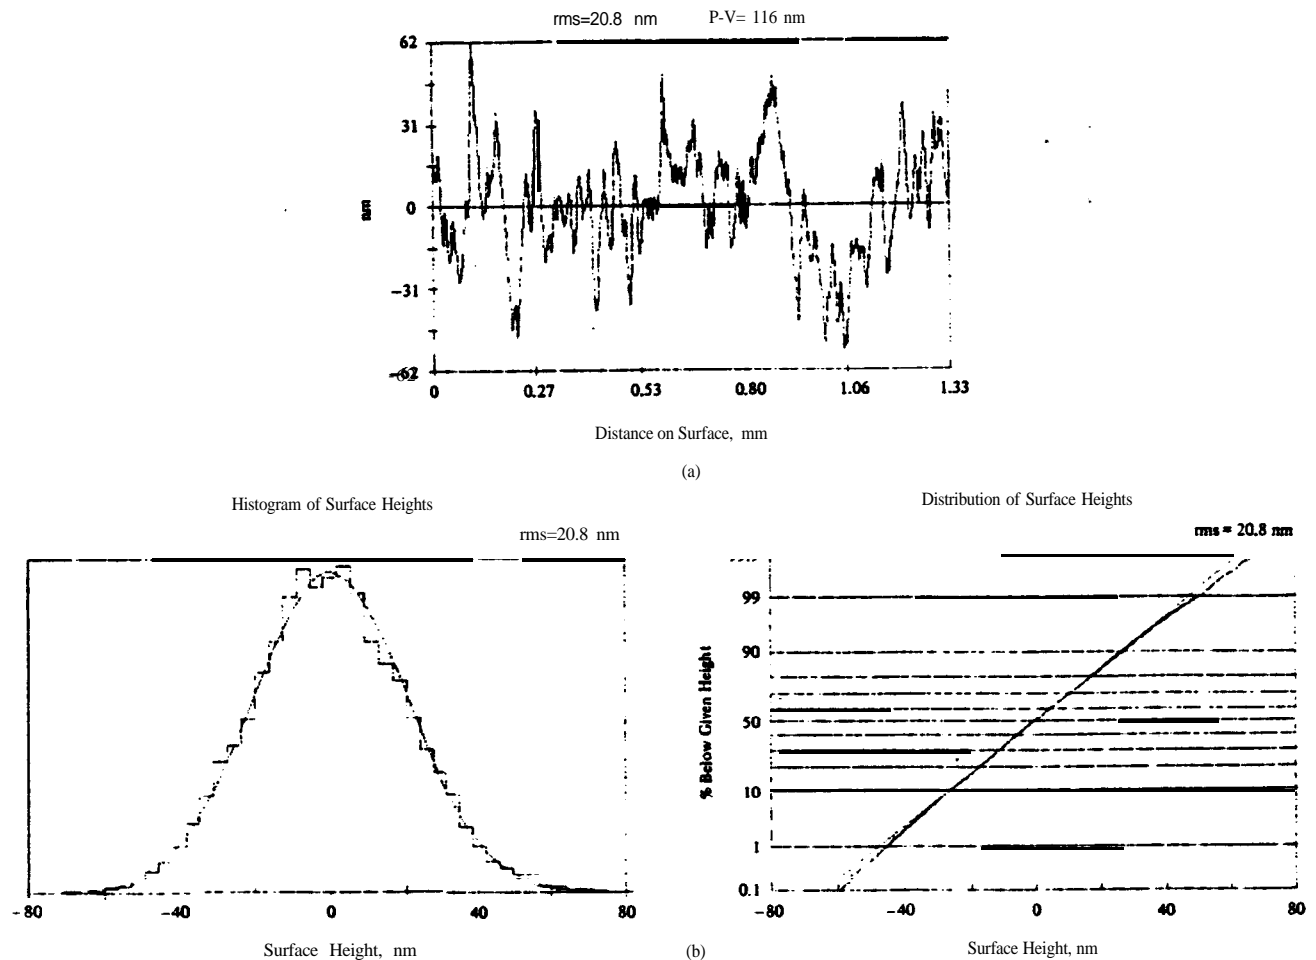 rms=20.8 nm P-V= 116 nm
62
31
0
nm
-31
-62
0 0.27 0.53 0.80 1.06 1.33
Distance on Surface, mm
(a)
Histogram of Surface Heights
rms=20.8 nm
-80 -40 0 40 80
Surface Height, nm
Distribution of Surface Heights
rms = 20.8 nm
% Below Given Height
99
90
50
10
1
0.1
-80 -40 0 40 80
Surface Height, nm
(b)